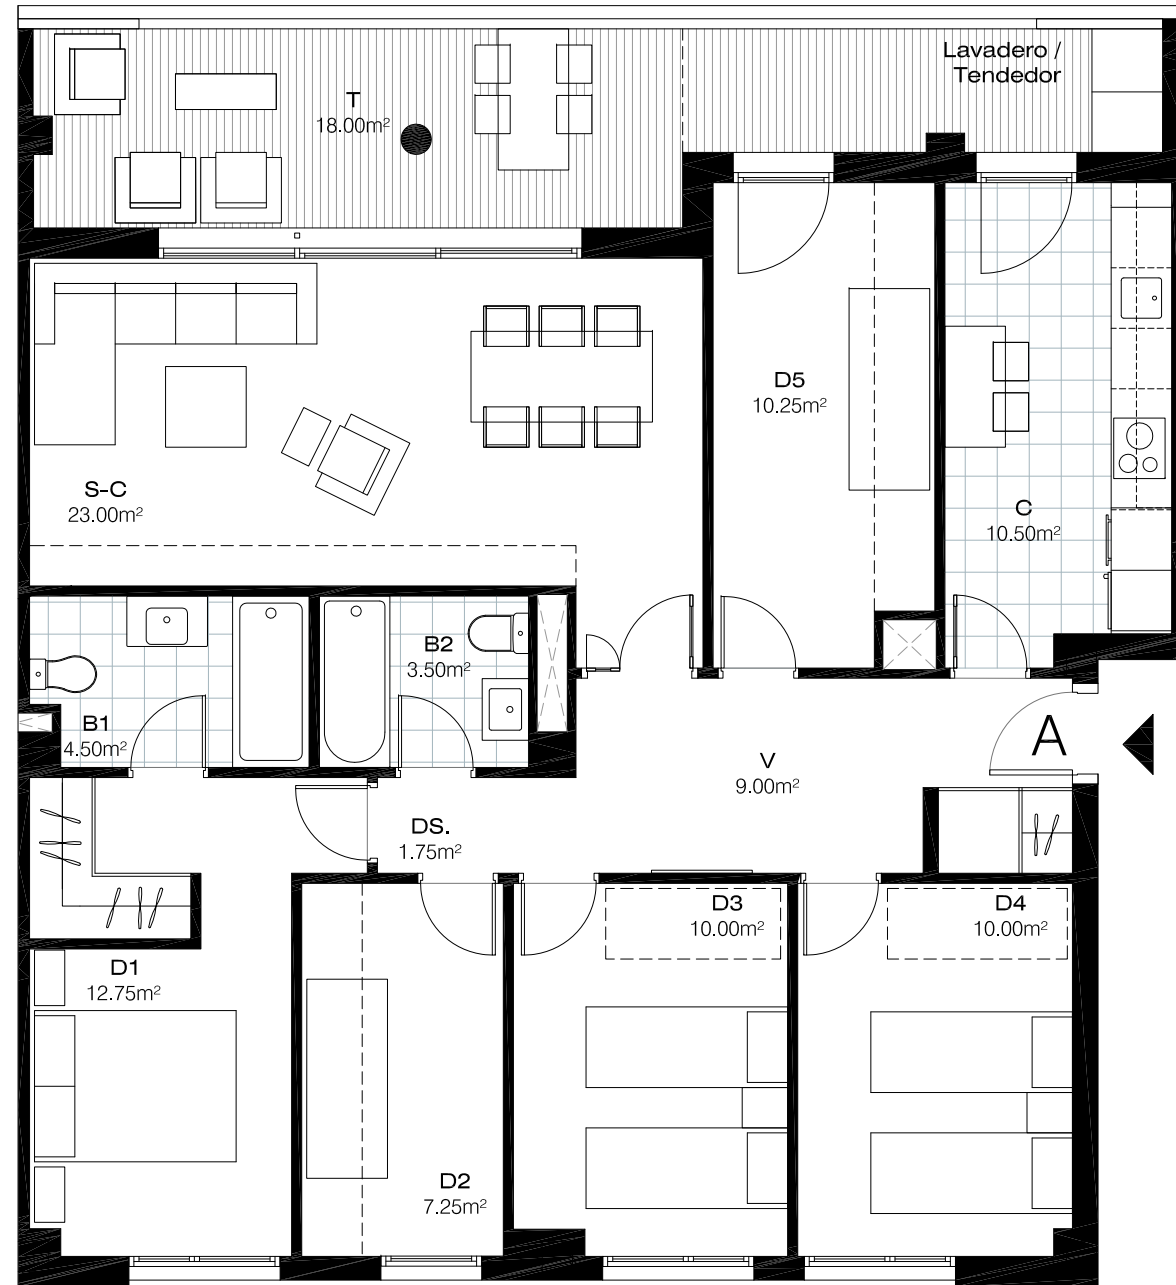 Lavadero /
Tendedor
T
18.00m²
D5
10.25m²
S-C
23.00m²
C
10.50m²
B2
3.50m²
B1
4.50m²
A
V
9.00m²
DS.
1.75m²
D3
10.00m²
D4
10.00m²
D1
12.75m²
D2
7.25m²